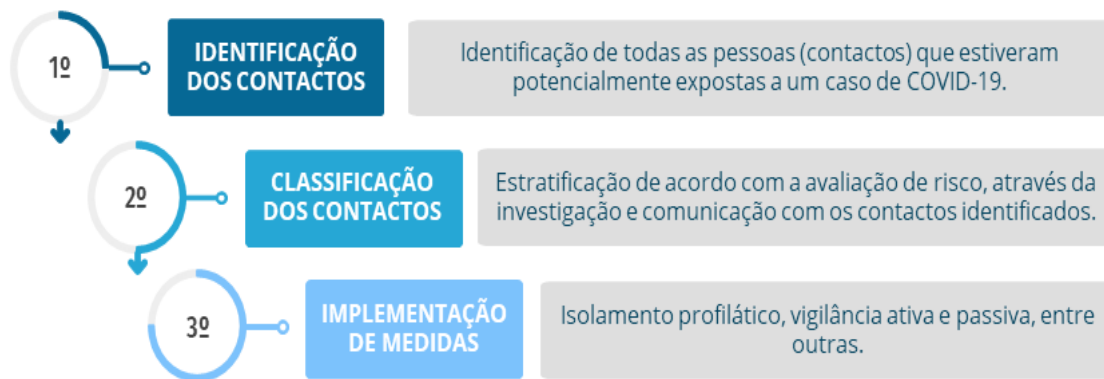 1º
IDENTIFICAÇÃO
DOS CONTACTOS
Identificação de todas as pessoas (contactos) que estiveram
potencialmente expostas a um caso de COVID-19.
2º
CLASSIFICAÇÃO
DOS CONTACTOS
Estratificação de acordo com a avaliação de risco, através da
investigação e comunicação com os contactos identificados.
3º
IMPLEMENTAÇÃO
DE MEDIDAS
Isolamento profilático, vigilância ativa e passiva, entre
outras.